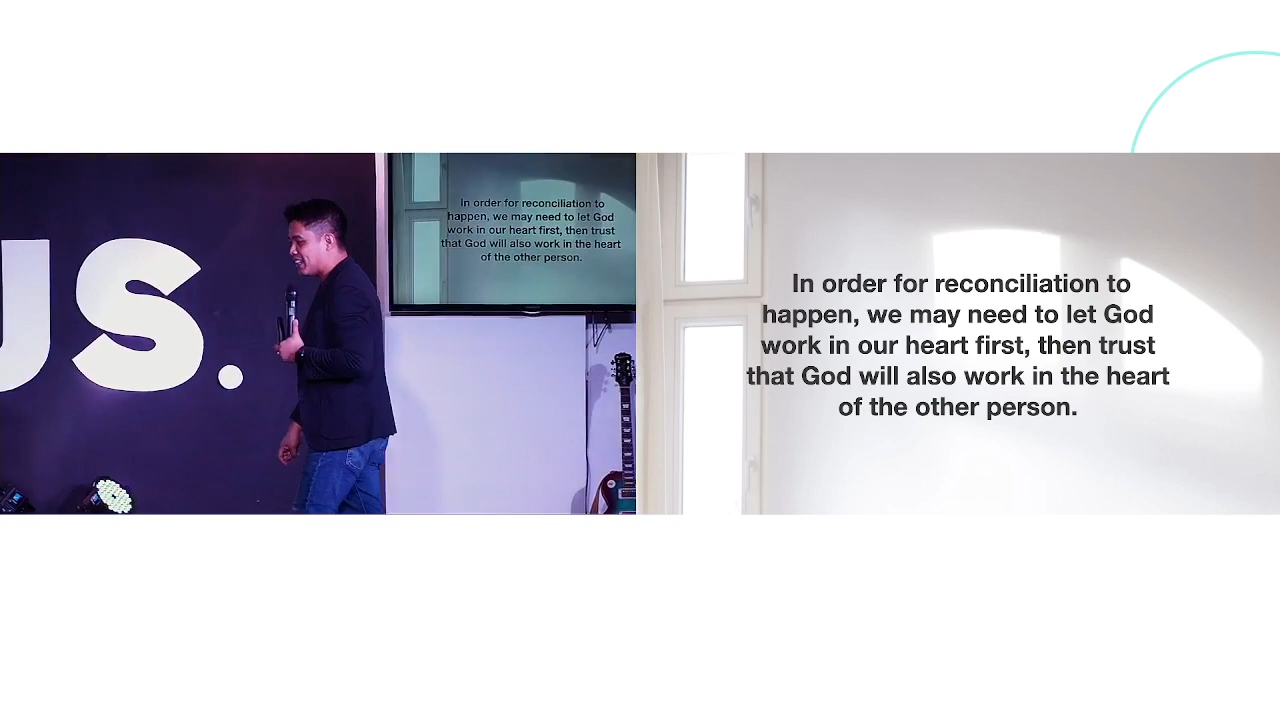 US.
In order for reconciliation to
happen, we may need to let God
work in our heart first, then trust
that God will also work in the heart
of the other person.
In order for reconciliation to
happen, we may need to let God
work in our heart first, then trust
that God will also work in the heart
of the other person.